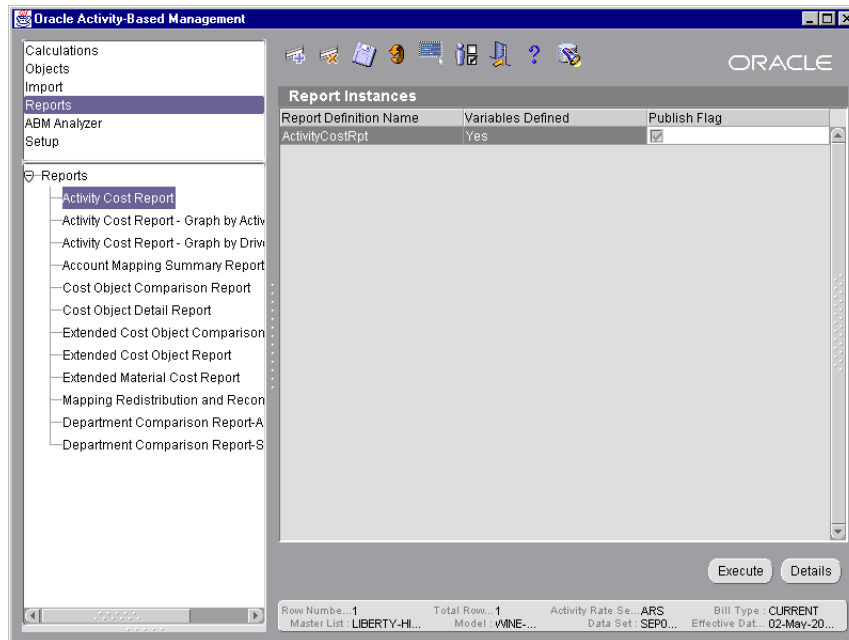 Oracle Activity-Based Management
Calculations
Objects
Import
Reports
ABM Analyzer
Setup
ORACLE
Report Instances
Report Definition Name Variables Defined Publish Flag
ActivityCostRpt Yes
Reports
Activity Cost Report
Activity Cost Report - Graph by Activ
Activity Cost Report - Graph by Drive
Account Mapping Summary Report
Cost Object Comparison Report
Cost Object Detail Report
Extended Cost Object Comparison
Extended Cost Object Report
Extended Material Cost Report
Mapping Redistribution and Recon
Department Comparison Report-A
Department Comparison Report-S
Execute Details
Row Numbe...1 Total Row...1 Activity Rate Se...ARS Bill Type : CURRENT
Master List : LIBERTY-HI... Model : WINE-... Data Set : SEP0... Effective Dat... 02-May-20...